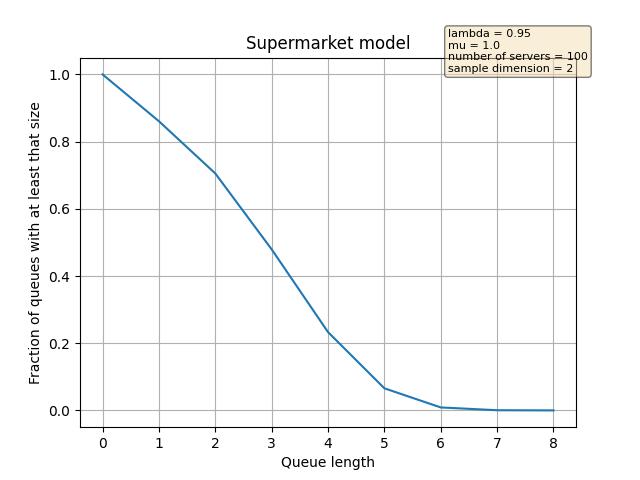 Supermarket model
lambda = 0.95
mu = 1.0
number of servers = 100
sample dimension = 2
Fraction of queues with at least that size
1.0
0.8
0.6
0.4
0.2
0.0
0 1 2 3 4 5 6 7 8
Queue length